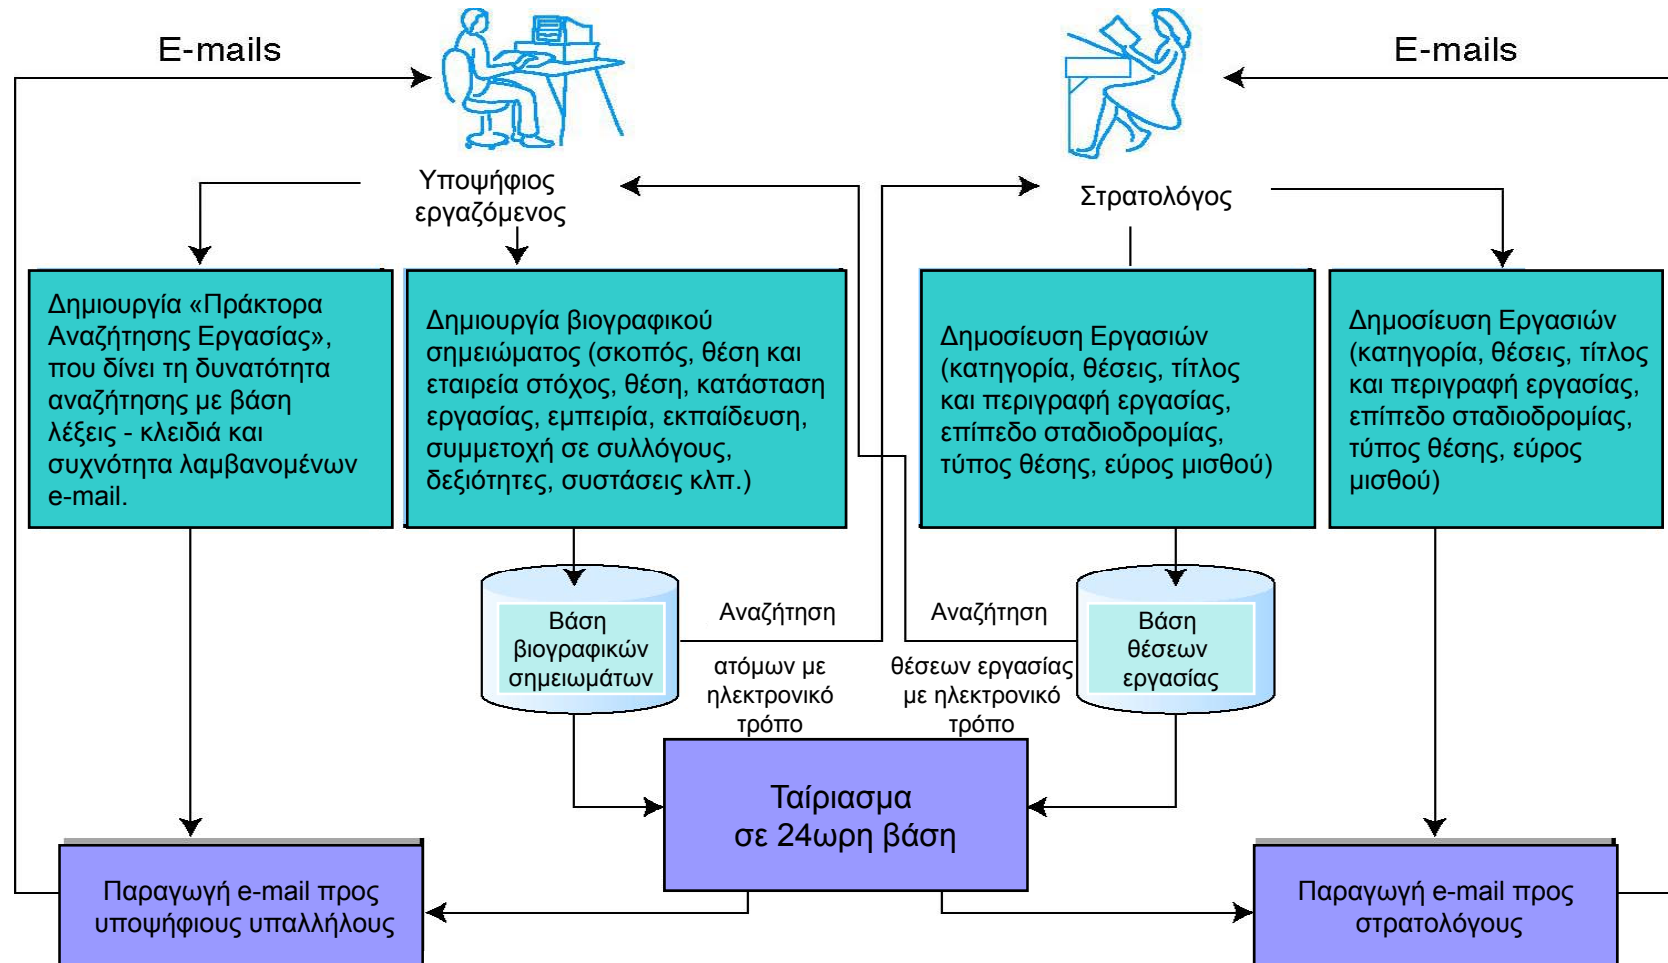 E-mails
E-mails
Υποψήφιος
εργαζόμενος
Στρατολόγος
Δημιουργία «Πράκτορα
Αναζήτησης Εργασίας»,
που δίνει τη δυνατότητα
αναζήτησης με βάση
λέξεις - κλειδιά και
συχνότητα λαμβανομένων
e-mail.
Δημιουργία βιογραφικού
σημειώματος (σκοπός, θέση και
εταιρεία στόχος, θέση, κατάσταση
εργασίας, εμπειρία, εκπαίδευση,
συμμετοχή σε συλλόγους,
δεξιότητες, συστάσεις κλπ.)
Δημοσίευση Εργασιών
(κατηγορία, θέσεις, τίτλος
και περιγραφή εργασίας,
επίπεδο σταδιοδρομίας,
τύπος θέσης, εύρος μισθού)
Δημοσίευση Εργασιών
(κατηγορία, θέσεις, τίτλος
και περιγραφή εργασίας,
επίπεδο σταδιοδρομίας,
τύπος θέσης, εύρος
μισθού)
Βάση
βιογραφικών
σημειωμάτων
Αναζήτηση
ατόμων με
ηλεκτρονικό
τρόπο
Αναζήτηση
θέσεων εργασίας
με ηλεκτρονικό
τρόπο
Βάση
θέσεων
εργασίας
Ταίριασμα
σε 24ωρη βάση
Παραγωγή e-mail προς
υποψήφιους υπαλλήλους
Παραγωγή e-mail προς
στρατολόγους